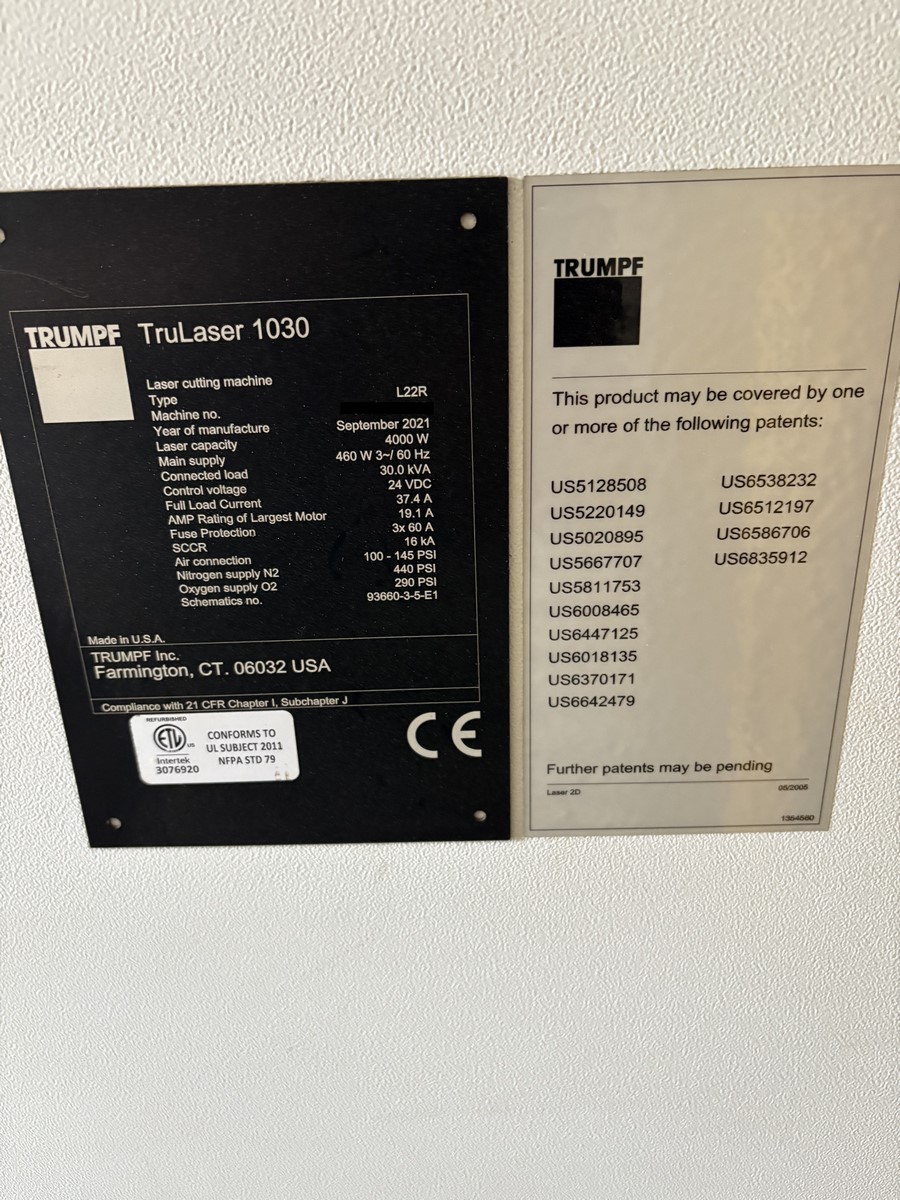 TRUMPF
TruLaser 1030
Laser cutting machine
Type L22R
Machine no.
Year of manufacture September 2021
Laser capacity 4000 W
Main supply 460 W 3~/ 60 Hz
Connected load 30.0 kVA
Control voltage 24 VDC
Full Load Current 37.4 A
AMP Rating of Largest Motor 19.1 A
Fuse Protection 3x 60 A
SCCR 16 kA
Air connection 100 - 145 PSI
Nitrogen supply N2 440 PSI
Oxygen supply O2 290 PSI
Schematics no. 93660-3-5-E1
Made in U.S.A.
TRUMPF Inc.
Farmington, CT. 06032 USA
Compliance with 21 CFR Chapter I, Subchapter J
REFURBISHED
ETL US
Intertek
3076920
CONFORMS TO
UL SUBJECT 2011
NFPA STD 79
CE
TRUMPF
This product may be covered by one
or more of the following patents:
US5128508
US5220149
US5020895
US5667707
US5811753
US6008465
US6447125
US6018135
US6370171
US6642479
US6538232
US6512197
US6586706
US6835912
Further patents may be pending
Laser 2D 05/2005
1364560